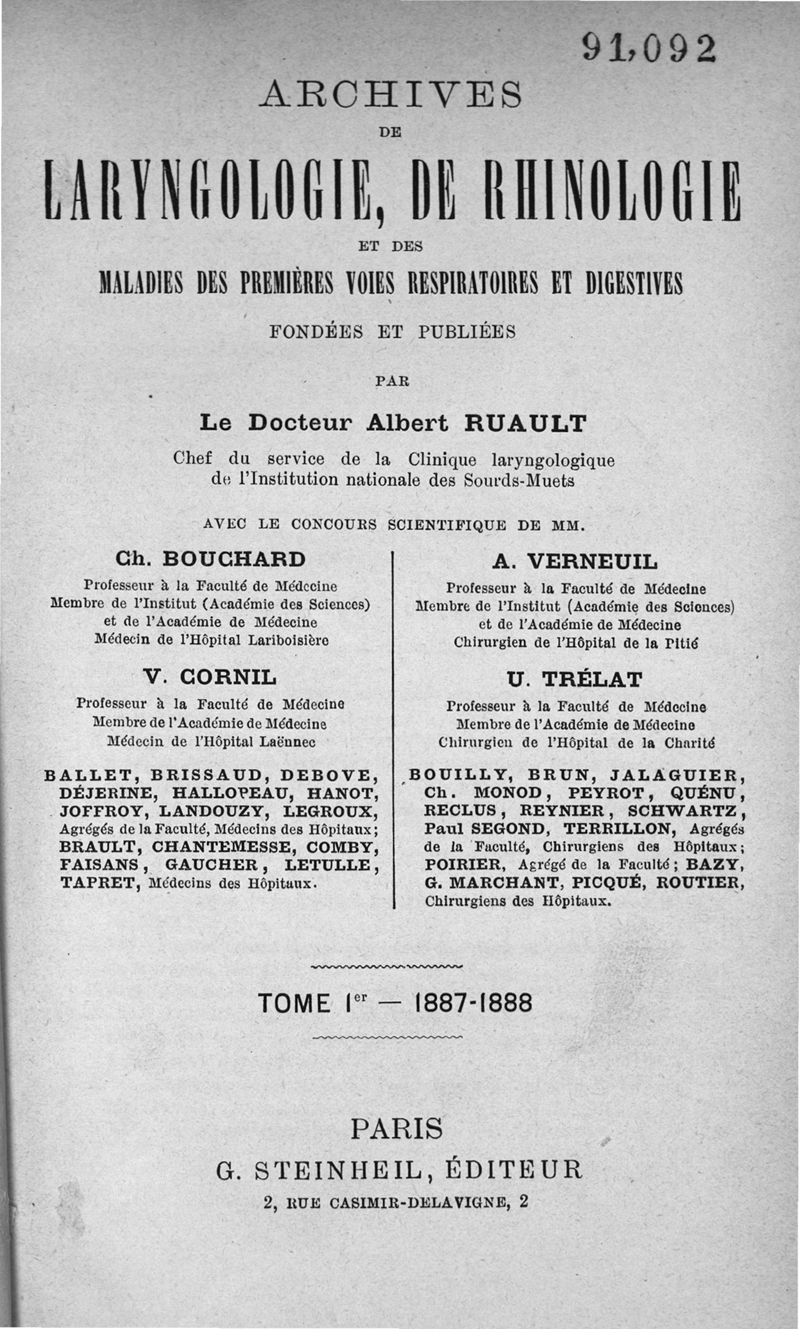 91,092
ARCHIVES
DE
LARYNGOLOGIE, DE RHINOLOGIE
ET DES
MALADIES DES PREMIÈRES VOIES RESPIRATOIRES ET DIGESTIVES
FONDÉES ET PUBLIÉES
PAR
Le Docteur Albert RUAULT
Chef du service de la Clinique laryngologique
de l'Institution nationale des Sourds-Muets
AVEC LE CONCOURS SCIENTIFIQUE DE MM.
Ch. BOUCHARD
Professeur à la Faculté de Médecine
Membre de l'Institut (Académie des Sciences)
et de l'Académie de Médecine
Médecin de l'Hôpital Lariboisière
V. CORNIL
Professeur à la Faculté de Médecine
Membre de l'Académie de Médecine
Médecin de l'Hôpital Laënnec
BALLET, BRISSAUD, DEBOVE,
DÉJERINE, HALLOPEAU, HANOT,
JOFFROY, LANDOUZY, LEGROUX,
Agrégés de la Faculté, Médecins des Hôpitaux;
BRAULT, CHANTEMESSE, COMBY,
FAISANS, GAUCHER, LETULLE,
TAPRET, Médecins des Hôpitaux.
A. VERNEUIL
Professeur à la Faculté de Médecine
Membre de l'Institut (Académie des Sciences)
et de l'Académie de Médecine
Chirurgien de l'Hôpital de la Pitié
U. TRÉLAT
Professeur à la Faculté de Médecine
Membre de l'Académie de Médecine
Chirurgien de l'Hôpital de la Charité
BOUILLY, BRUN, JALAGUIER,
Ch. MONOD, PEYROT, QUÉNU,
RECLUS, REYNIER, SCHWARTZ,
Paul SEGOND, TERRILLON, Agrégés
de la Faculté, Chirurgiens des Hôpitaux;
POIRIER, Agrégé de la Faculté; BAZY,
G. MARCHANT, PICQUÉ, ROUTIER,
Chirurgiens des Hôpitaux.
TOME Ier — 1887-1888
PARIS
G. STEINHEIL, ÉDITEUR
2, RUE CASIMIR-DELAVIGNE, 2